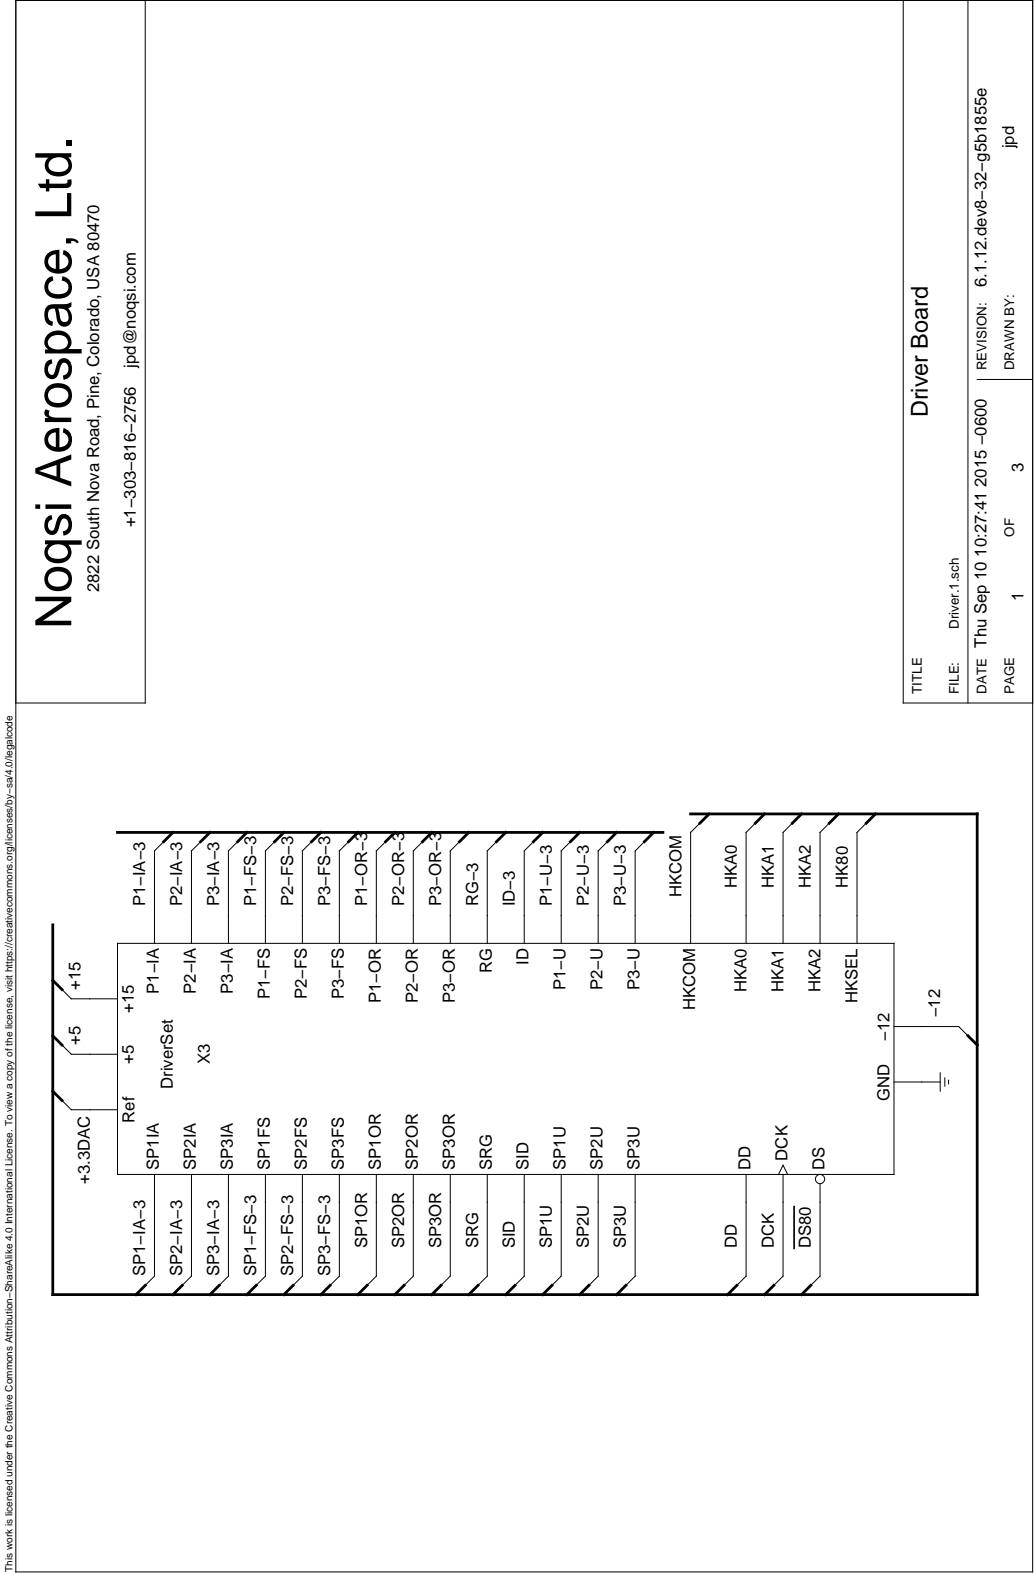 This work is licensed under the Creative Commons Attribution–ShareAlike 4.0 International License. To view a copy of the license, visit https://creativecommons.org/licenses/by–sa/4.0/legalcode
Noqsi Aerospace, Ltd.
2822 South Nova Road, Pine, Colorado, USA 80470
+1–303–816–2756 jpd@noqsi.com
+3.3DAC
+5
+15
Ref
+5
+15
DriverSet
X3
SP1–IA–3 SP1IA P1–IA P1–IA–3
SP2–IA–3 SP2IA P2–IA P2–IA–3
SP3–IA–3 SP3IA P3–IA P3–IA–3
SP1–FS–3 SP1FS P1–FS P1–FS–3
SP2–FS–3 SP2FS P2–FS P2–FS–3
SP3–FS–3 SP3FS P3–FS P3–FS–3
SP1OR SP1OR P1–OR P1–OR–3
SP2OR SP2OR P2–OR P2–OR–3
SP3OR SP3OR P3–OR P3–OR–3
SRG SRG RG RG–3
SID SID ID ID–3
SP1U SP1U P1–U P1–U–3
SP2U SP2U P2–U P2–U–3
SP3U SP3U P3–U P3–U–3
HKCOM HKCOM
DD DD HKA0 HKA0
DCK DCK HKA1 HKA1
DS80 DS HKA2 HKA2
HKSEL HK80
GND –12
–12
TITLE
Driver Board
FILE: Driver.1.sch
DATE Thu Sep 10 10:27:41 2015 –0600 REVISION: 6.1.12.dev8–32–g5b1855e
PAGE 1 OF 3 DRAWN BY: jpd